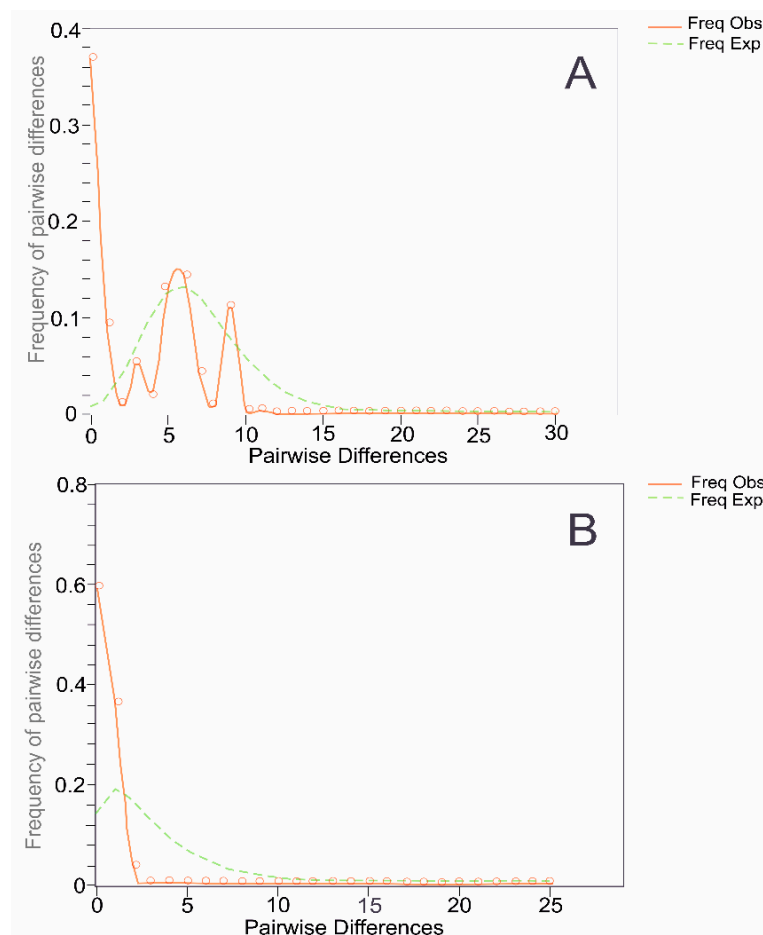 Freq Obs
Freq Exp
A
Frequency of pairwise differences
0.4
0.3
0.2
0.1
0
0 5 10 15 20 25 30
Pairwise Differences
Freq Obs
Freq Exp
B
Frequency of pairwise differences
0.8
0.6
0.4
0.2
0
0 5 10 15 20 25
Pairwise Differences